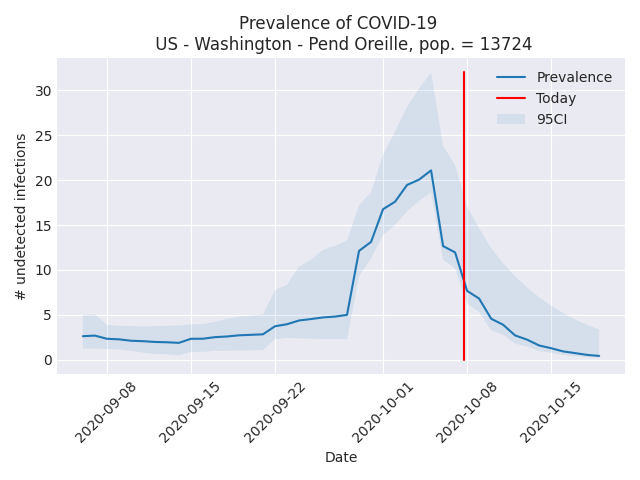 Prevalence of COVID-19
US - Washington - Pend Oreille, pop. = 13724
Prevalence
Today
95CI
# undetected infections
30
25
20
15
10
5
0
2020-09-08
2020-09-15
2020-09-22
2020-10-01
2020-10-08
2020-10-15
Date